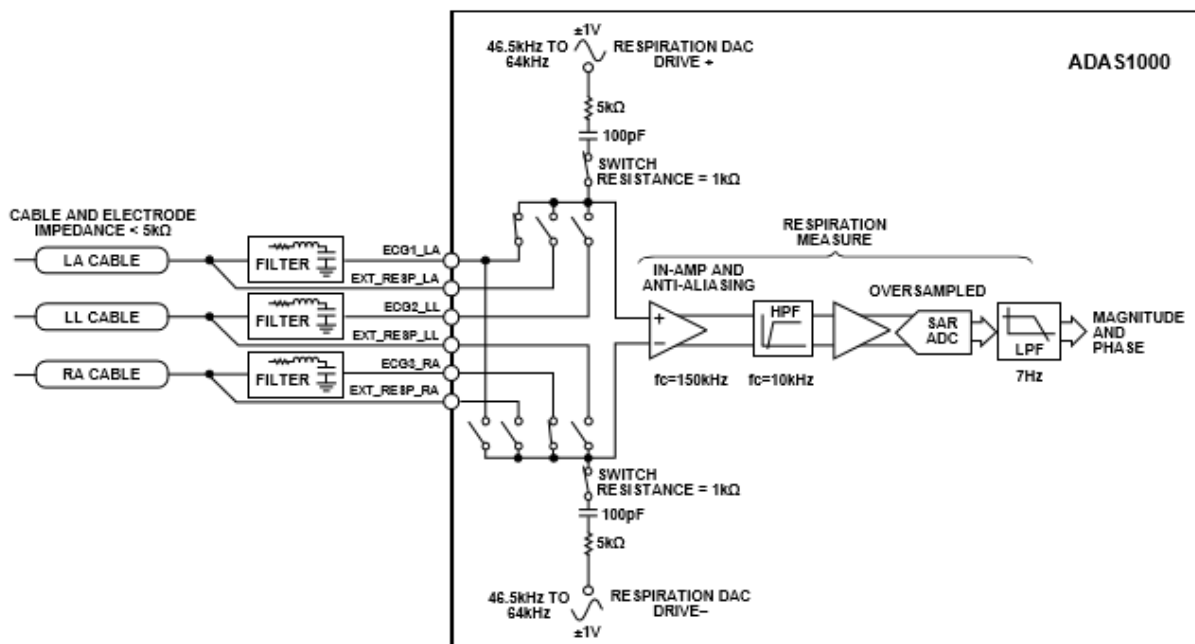 ±1V
46.5kHz TO
64kHz
RESPIRATION DAC
DRIVE +
ADAS1000
5kΩ
100pF
SWITCH
RESISTANCE = 1kΩ
CABLE AND ELECTRODE
IMPEDANCE < 5kΩ
LA CABLE
FILTER
ECG1_LA
EXT_RESP_LA
LL CABLE
FILTER
ECG2_LL
EXT_RESP_LL
RA CABLE
FILTER
ECG3_RA
EXT_RESP_RA
RESPIRATION
MEASURE
IN-AMP AND
ANTI-ALIASING
+
−
fc=150kHz
HPF
fc=10kHz
OVERSAMPLED
SAR
ADC
LPF
7Hz
MAGNITUDE
AND
PHASE
SWITCH
RESISTANCE = 1kΩ
100pF
5kΩ
46.5kHz TO
64kHz
RESPIRATION DAC
DRIVE–
±1V